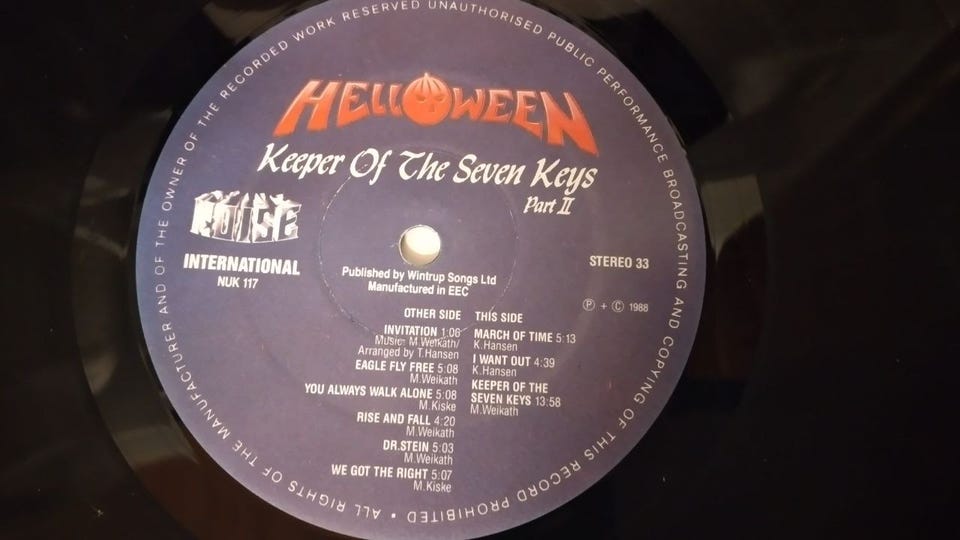 ALL RIGHTS OF THE MANUFACTURER AND OF THE OWNER OF THE RECORDED WORK RESERVED UNAUTHORISED PUBLIC PERFORMANCE BROADCASTING AND COPYING OF THIS RECORD PROHIBITED •
HELLOWEEN
Keeper Of The Seven Keys
Part II
NOISE
INTERNATIONAL
NUK 117
Published by Wintrup Songs Ltd
Manufactured in EEC
STEREO 33
Ⓟ + © 1988
OTHER SIDE
INVITATION 1:06
Music: M.Weikath/
Arranged by T.Hansen
EAGLE FLY FREE 5:08
M.Weikath
YOU ALWAYS WALK ALONE 5:08
M.Kiske
RISE AND FALL 4:20
M.Weikath
DR.STEIN 5:03
M.Weikath
WE GOT THE RIGHT 5:07
M.Kiske
THIS SIDE
MARCH OF TIME 5:13
K.Hansen
I WANT OUT 4:39
K.Hansen
KEEPER OF THE
SEVEN KEYS 13:58
M.Weikath